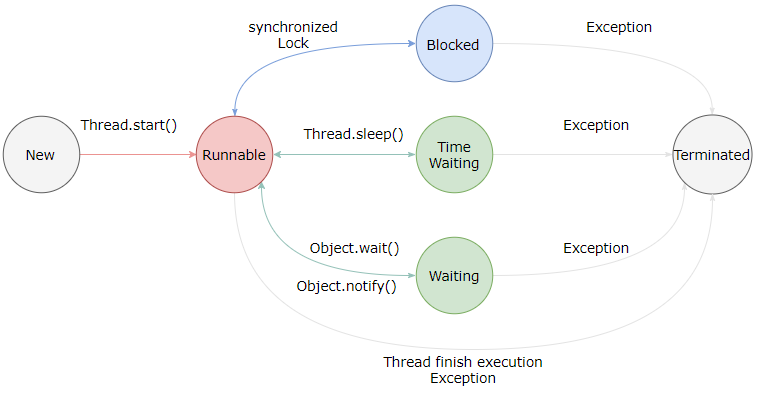 synchronized
Lock
Blocked
Exception
Thread.start()
New
Runnable
Thread.sleep()
Time
Waiting
Exception
Terminated
Object.wait()
Object.notify()
Waiting
Exception
Thread finish execution
Exception